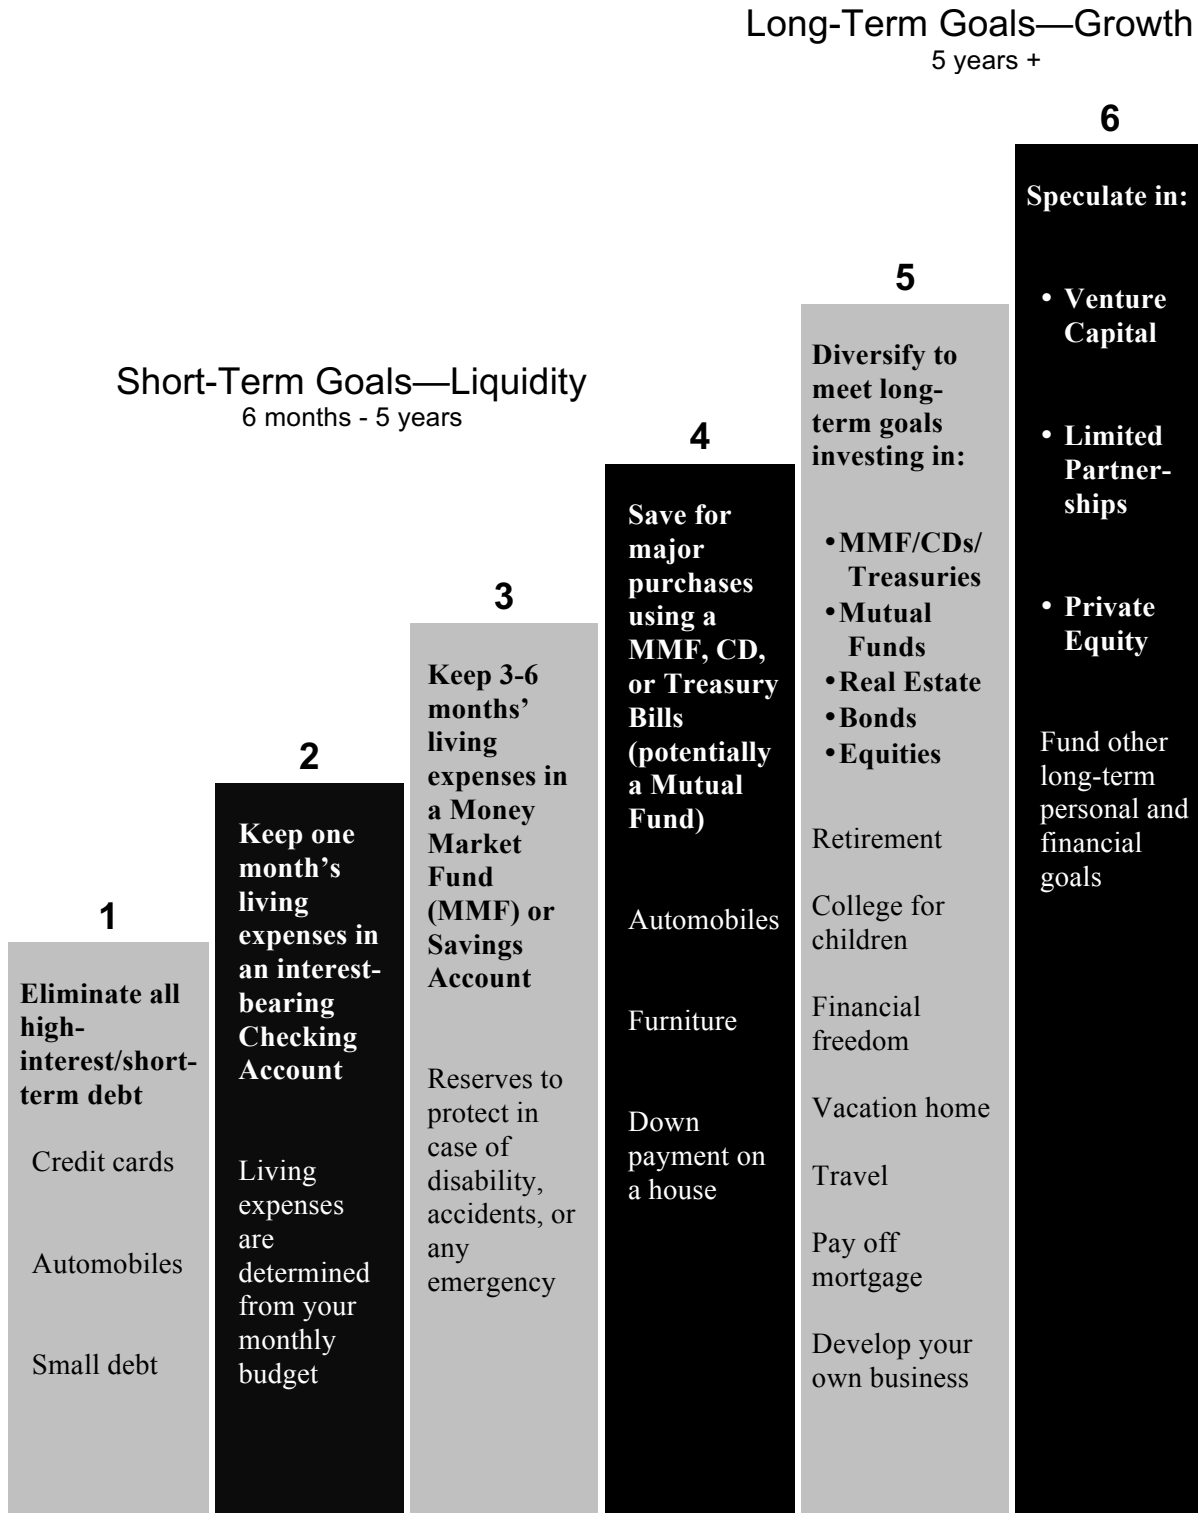 Long-Term Goals—Growth
5 years +
Short-Term Goals—Liquidity
6 months - 5 years
1
Eliminate all
high-
interest/short-
term debt
Credit cards
Automobiles
Small debt
2
Keep one
month’s
living
expenses in
an interest-
bearing
Checking
Account
Living
expenses
are
determined
from your
monthly
budget
3
Keep 3-6
months’
living
expenses in
a Money
Market
Fund
(MMF) or
Savings
Account
Reserves to
protect in
case of
disability,
accidents, or
any
emergency
4
Save for
major
purchases
using a
MMF, CD,
or Treasury
Bills
(potentially
a Mutual
Fund)
Automobiles
Furniture
Down
payment on
a house
5
Diversify to
meet long-
term goals
investing in:
•MMF/CDs/
Treasuries
•Mutual
Funds
•Real Estate
•Bonds
•Equities
Retirement
College for
children
Financial
freedom
Vacation home
Travel
Pay off
mortgage
Develop your
own business
6
Speculate in:
• Venture
Capital
• Limited
Partner-
ships
• Private
Equity
Fund other
long-term
personal and
financial
goals